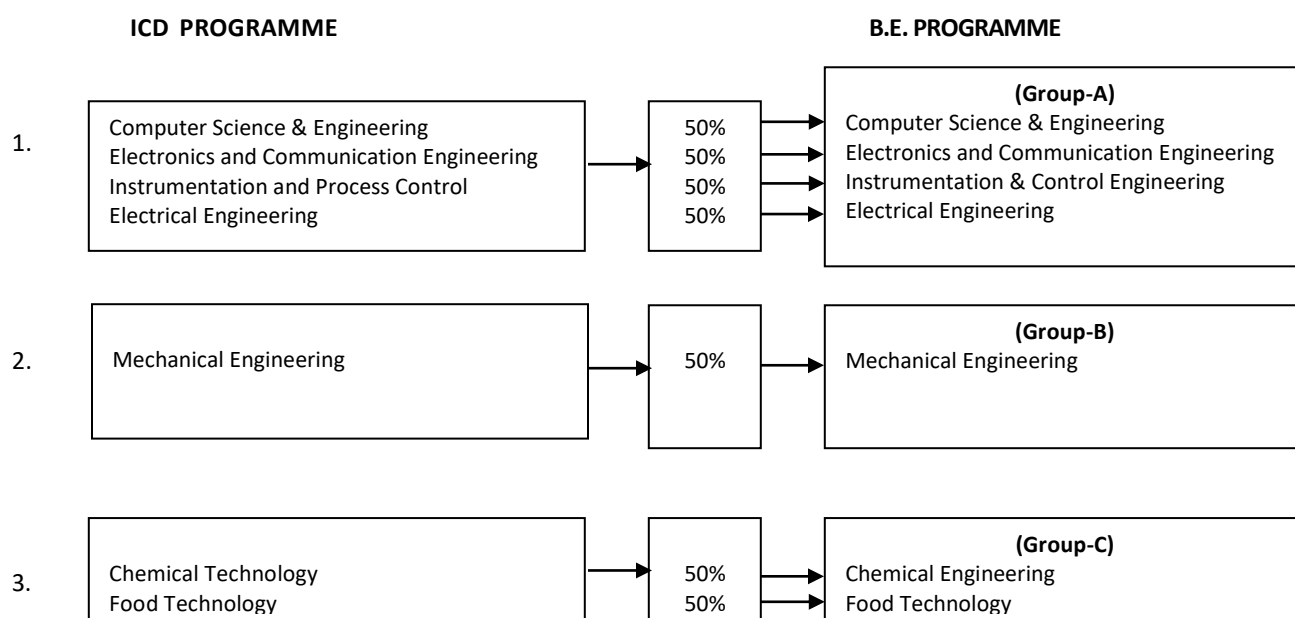 ICD PROGRAMME B.E. PROGRAMME
1.
Computer Science & Engineering
Electronics and Communication Engineering
Instrumentation and Process Control
Electrical Engineering
50%
50%
50%
50%
(Group-A)
Computer Science & Engineering
Electronics and Communication Engineering
Instrumentation & Control Engineering
Electrical Engineering
2.
Mechanical Engineering
50%
(Group-B)
Mechanical Engineering
3.
Chemical Technology
Food Technology
50%
50%
(Group-C)
Chemical Engineering
Food Technology